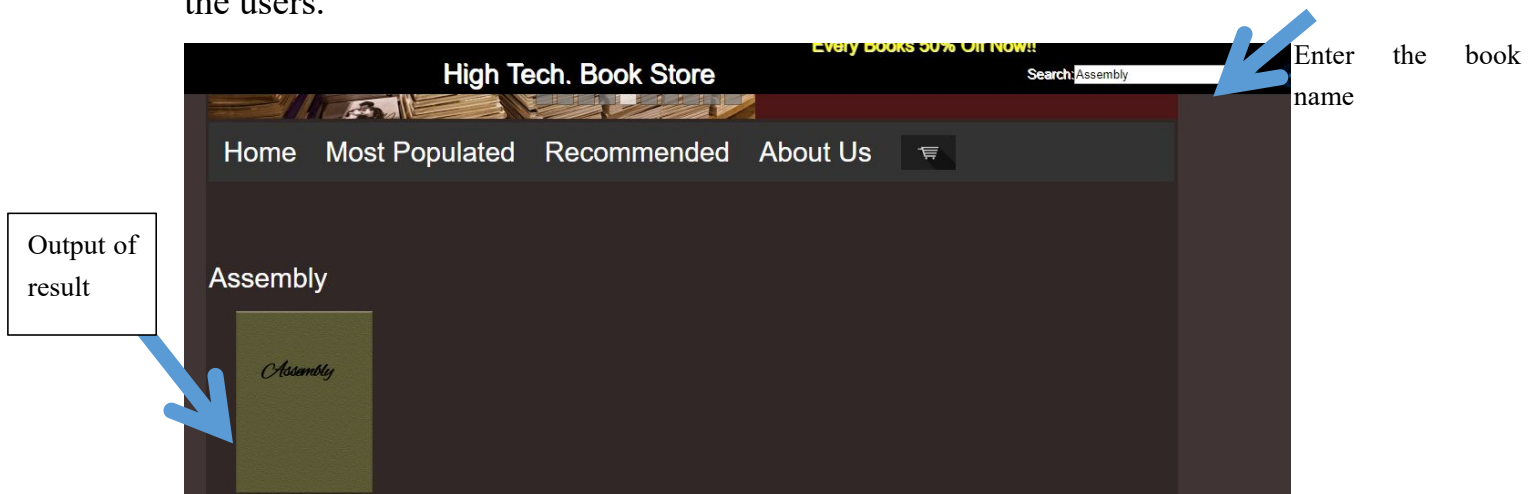 the users.
Every Books 50% Off Now!!
High Tech. Book Store
Search:Assembly
Enter the book
name
Home Most Populated Recommended About Us
Output of
result
Assembly
Assembly